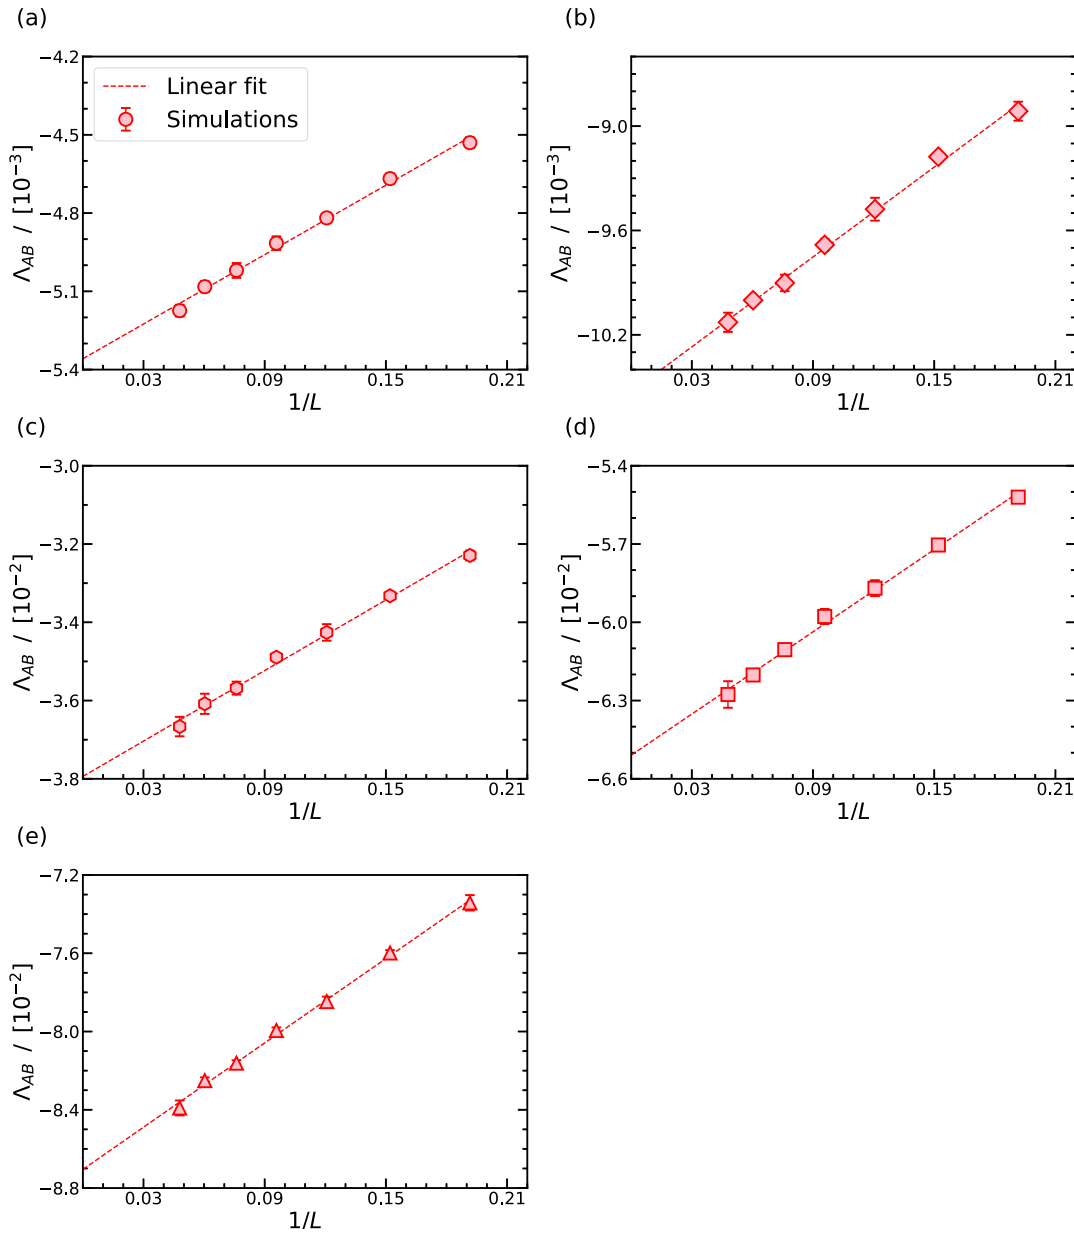 (a)
−4.2
−4.5
−4.8
−5.1
−5.4
Λ_AB / [10⁻³]
Linear fit
Simulations
0.03 0.09 0.15 0.21
1/L
(b)
−9.0
−9.6
−10.2
Λ_AB / [10⁻³]
0.03 0.09 0.15 0.21
1/L
(c)
−3.0
−3.2
−3.4
−3.6
−3.8
Λ_AB / [10⁻²]
0.03 0.09 0.15 0.21
1/L
(d)
−5.4
−5.7
−6.0
−6.3
−6.6
Λ_AB / [10⁻²]
0.03 0.09 0.15 0.21
1/L
(e)
−7.2
−7.6
−8.0
−8.4
−8.8
Λ_AB / [10⁻²]
0.03 0.09 0.15 0.21
1/L